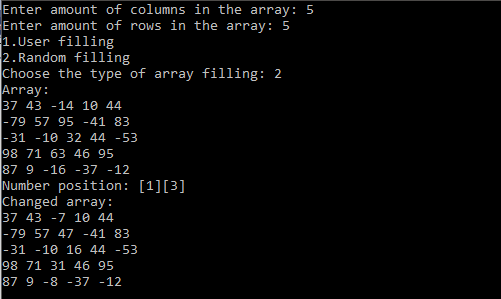 Enter amount of columns in the array: 5
Enter amount of rows in the array: 5
1.User filling
2.Random filling
Choose the type of array filling: 2
Array:
37 43 -14 10 44
-79 57 95 -41 83
-31 -10 32 44 -53
98 71 63 46 95
87 9 -16 -37 -12
Number position: [1][3]
Changed array:
37 43 -7 10 44
-79 57 47 -41 83
-31 -10 16 44 -53
98 71 31 46 95
87 9 -8 -37 -12